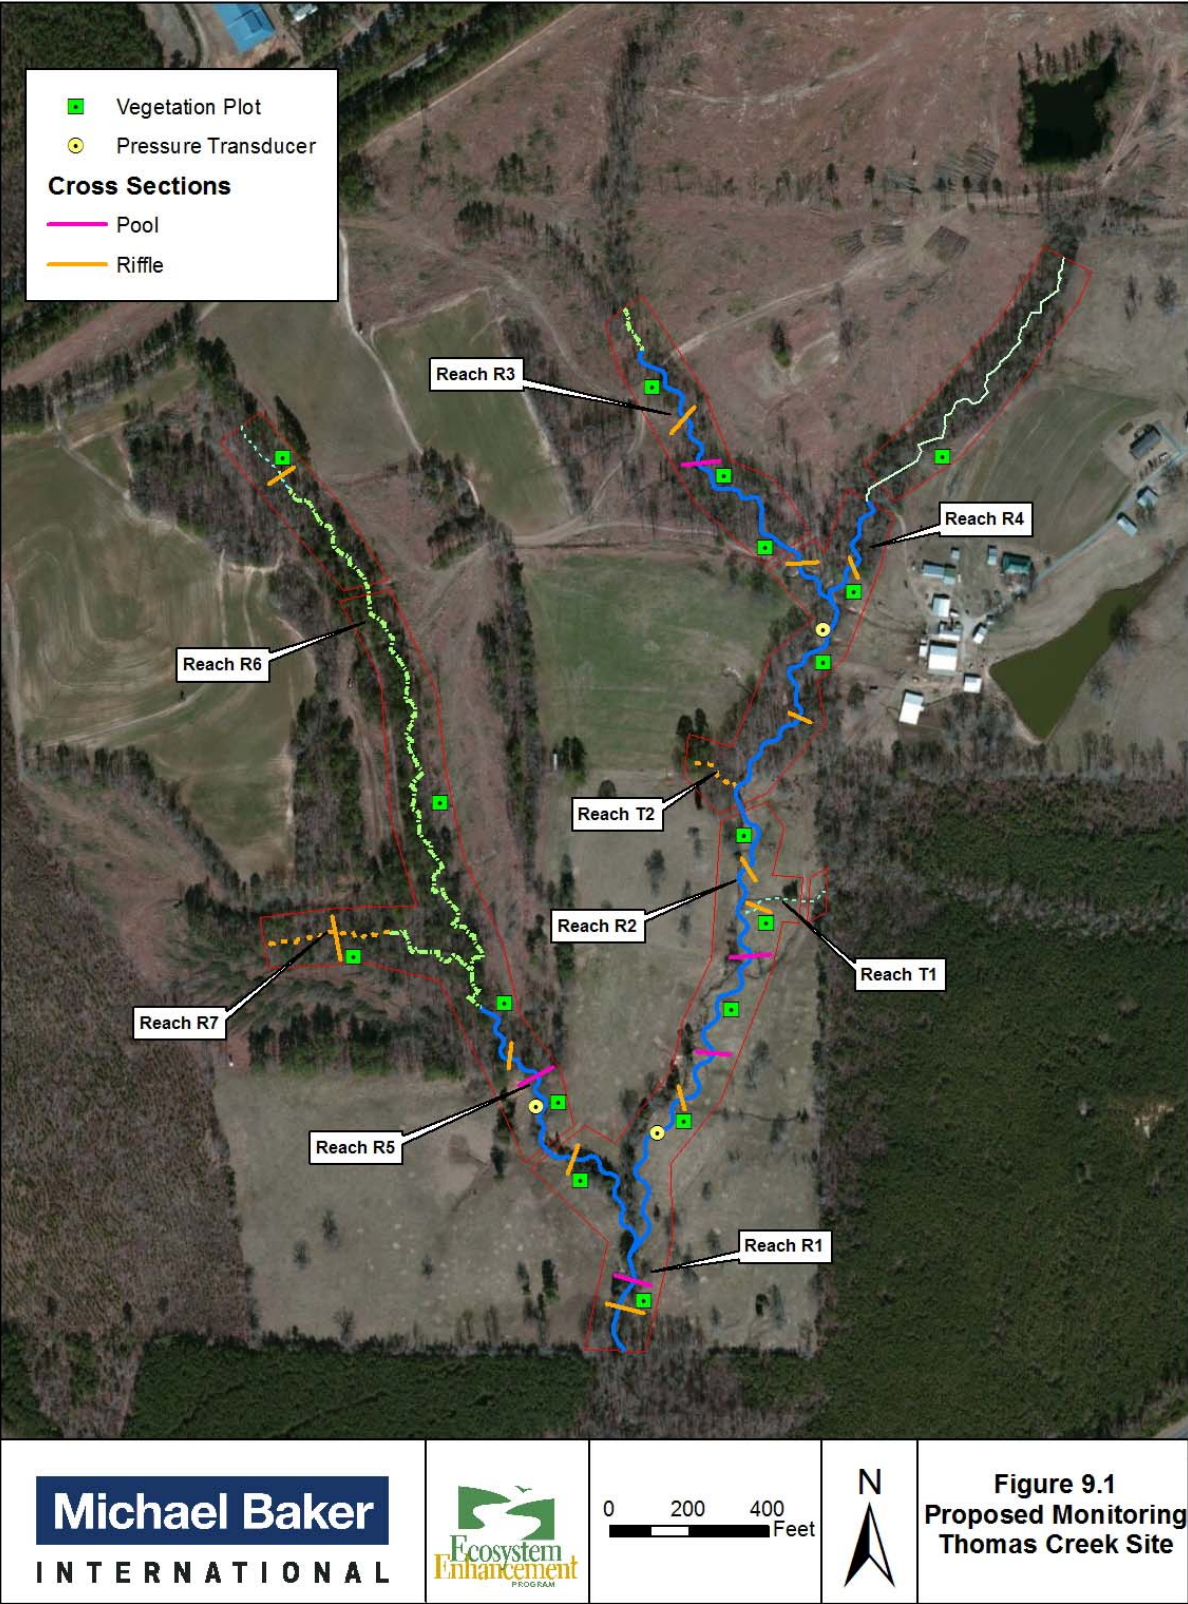 Vegetation Plot
Pressure Transducer
Cross Sections
Pool
Riffle
Reach R3
Reach R4
Reach R6
Reach T2
Reach R2
Reach T1
Reach R7
Reach R5
Reach R1
Michael Baker
INTERNATIONAL
Ecosystem
Enhancement
PROGRAM
0 200 400
Feet
N
Figure 9.1
Proposed Monitoring
Thomas Creek Site